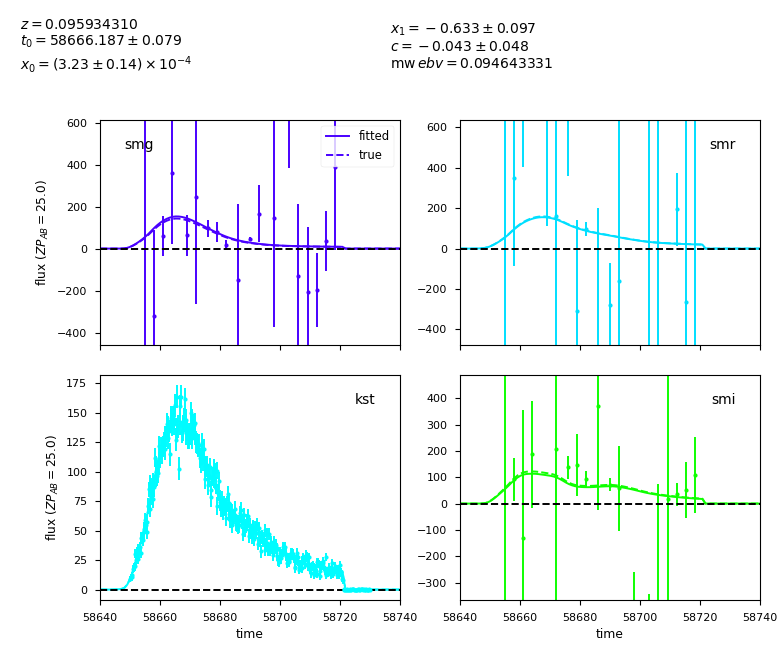 z = 0.095934310
t₀ = 58666.187 ± 0.079
x₀ = (3.23 ± 0.14) × 10⁻⁴
x₁ = −0.633 ± 0.097
c = −0.043 ± 0.048
mw ebv = 0.094643331
smg
fitted
true
600
400
200
0
−200
−400
flux (ZP_AB = 25.0)
smr
600
400
200
0
−200
−400
kst
175
150
125
100
75
50
25
0
flux (ZP_AB = 25.0)
58640 58660 58680 58700 58720 58740
time
smi
400
300
200
100
0
−100
−200
−300
58640 58660 58680 58700 58720 58740
time